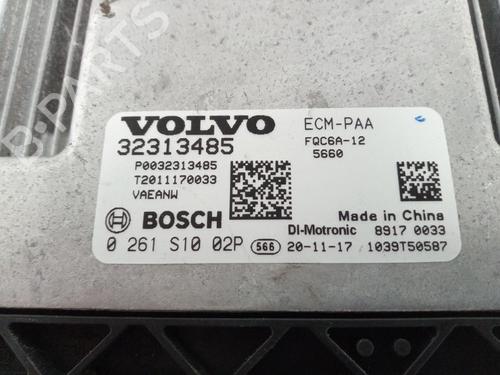 B-PARTS
VOLVO
32313485
P0032313485
T2011170033
VAEANW
ECM-PAA
FQC6A-12
5660
BOSCH
Made in China
DI-Motronic 8917 0033
0 261 S10 02P 566 20-11-17 1039T50587